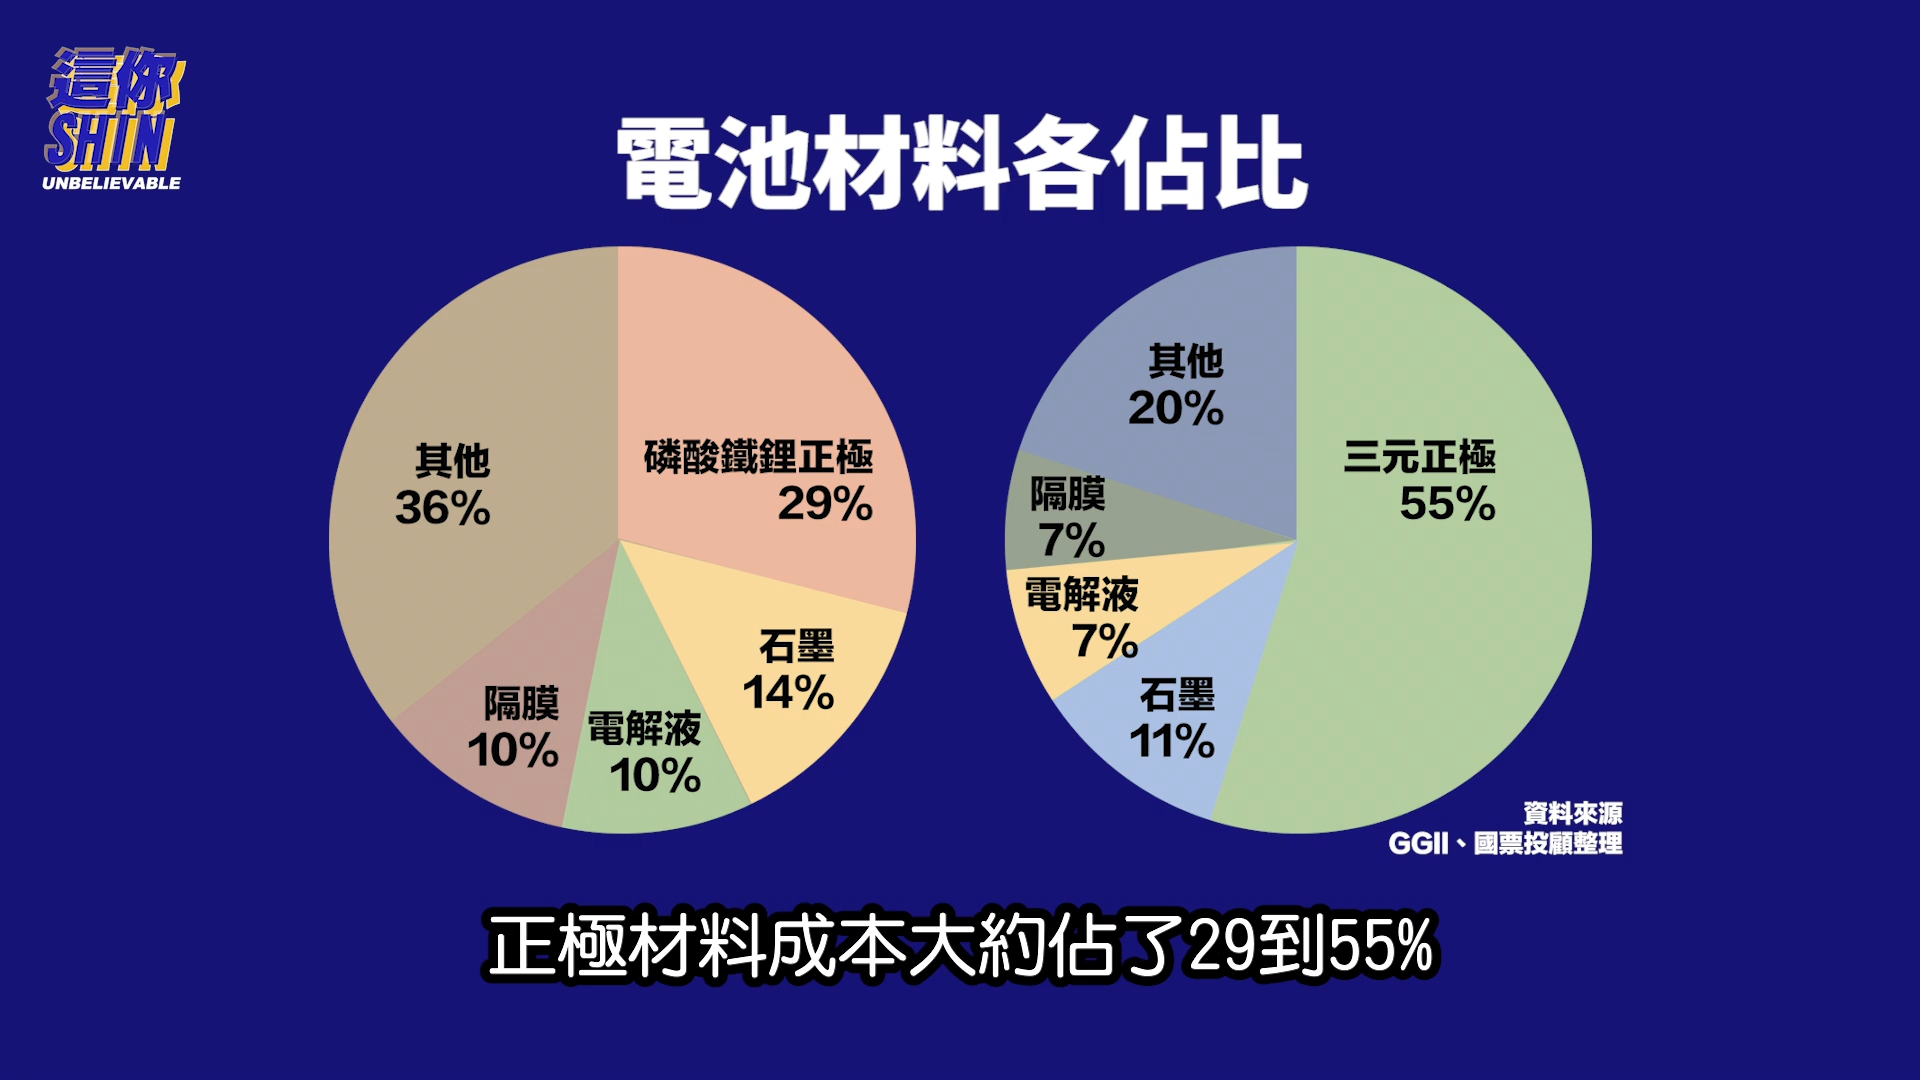 這你
SHIN
UNBELIEVABLE
電池材料各佔比
其他
36%
磷酸鐵鋰正極
29%
石墨
14%
電解液
10%
隔膜
10%
其他
20%
三元正極
55%
隔膜
7%
電解液
7%
石墨
11%
資料來源
GGII、國票投顧整理
正極材料成本大約佔了29到55%